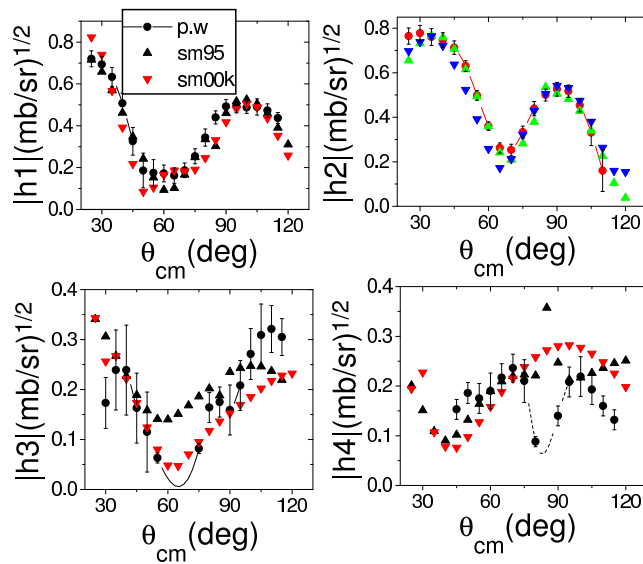 p.w
sm95
sm00k
|h1|(mb/sr)^1/2
0.8
0.6
0.4
0.2
0.0
30 60 90 120
θcm(deg)
|h2|(mb/sr)^1/2
0.8
0.6
0.4
0.2
0.0
30 60 90 120
θcm(deg)
|h3|(mb/sr)^1/2
0.4
0.3
0.2
0.1
0.0
30 60 90 120
θcm(deg)
|h4|(mb/sr)^1/2
0.4
0.3
0.2
0.1
0.0
30 60 90 120
θcm(deg)